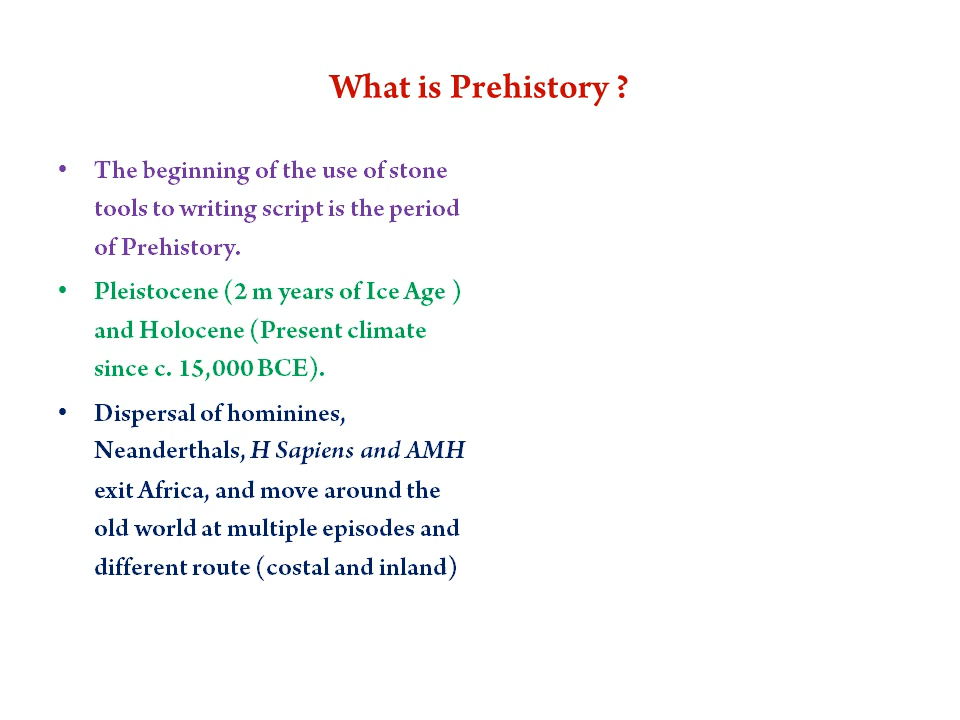 What is Prehistory ?
• The beginning of the use of stone
tools to writing script is the period
of Prehistory.
• Pleistocene (2 m years of Ice Age )
and Holocene (Present climate
since c. 15,000 BCE).
• Dispersal of hominines,
Neanderthals, H Sapiens and AMH
exit Africa, and move around the
old world at multiple episodes and
different route (costal and inland)